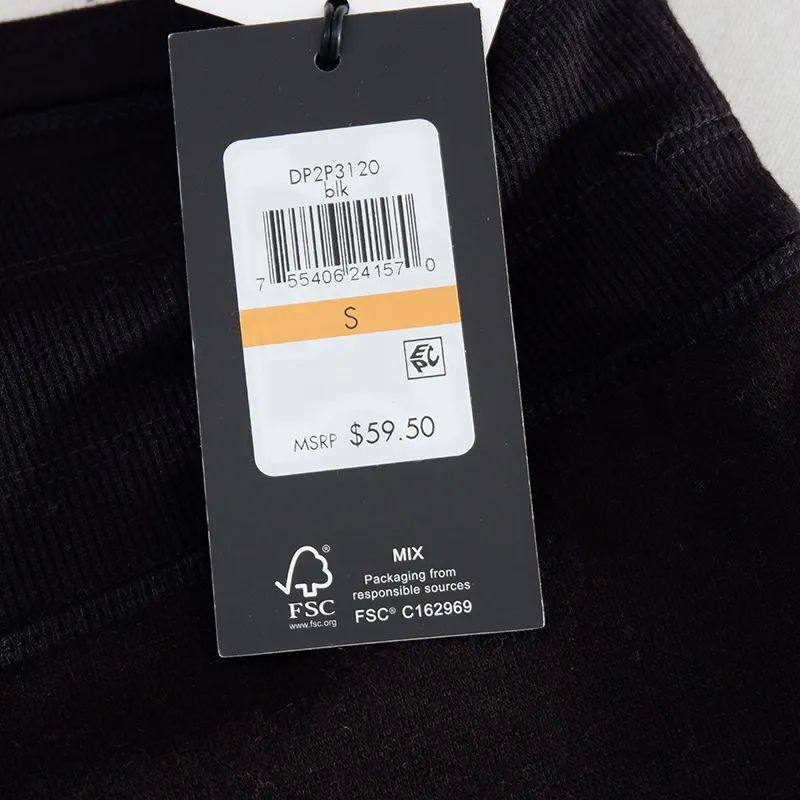 DP2P3120
blk
7 55406 24157 0
S
EPC
MSRP $59.50
MIX
Packaging from
responsible sources
FSC® C162969
®
FSC
www.fsc.org